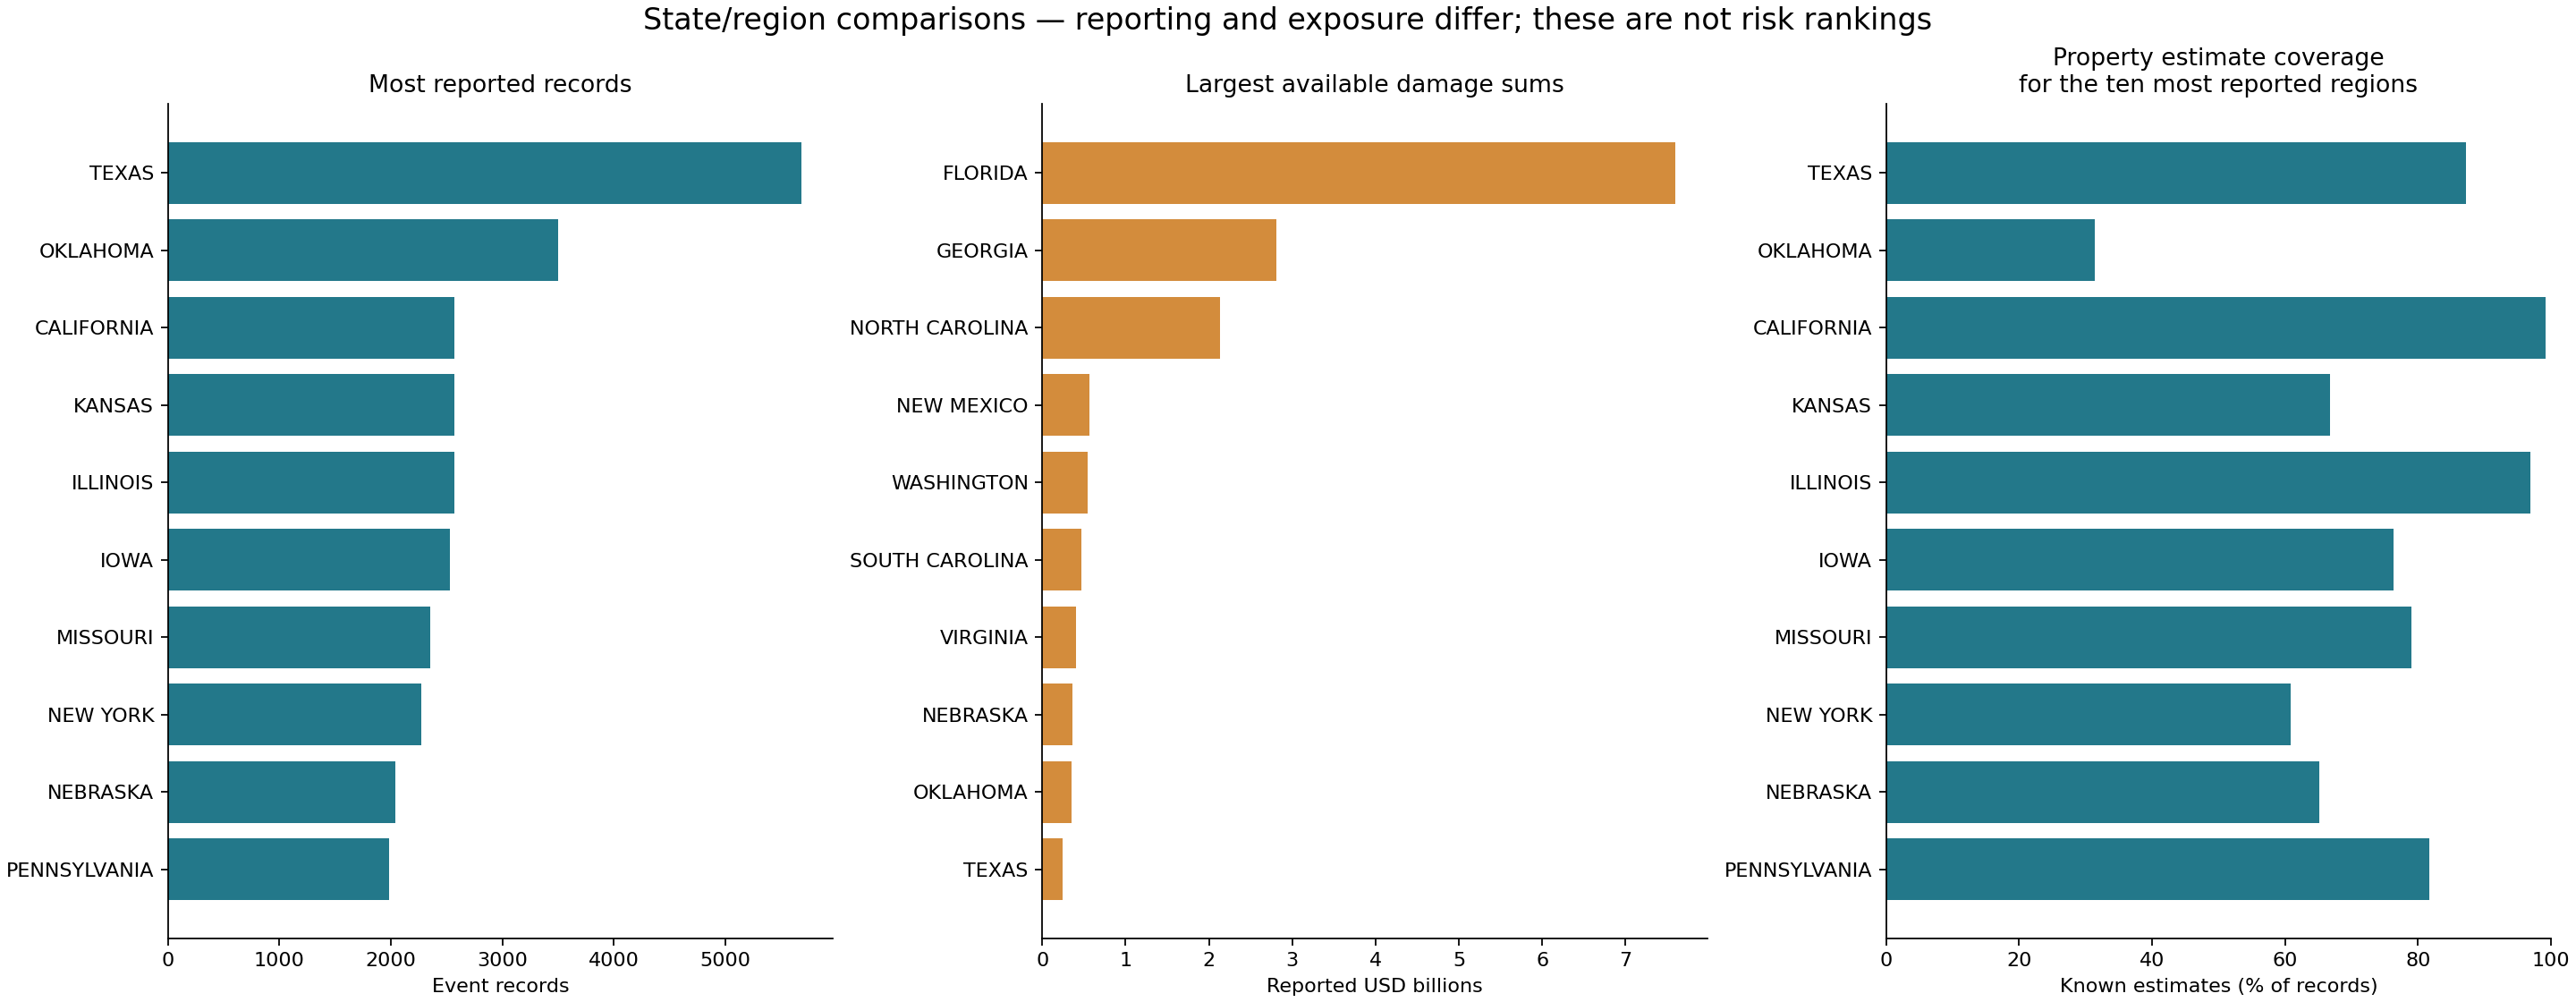 State/region comparisons — reporting and exposure differ; these are not risk rankings
Most reported records
TEXAS
OKLAHOMA
CALIFORNIA
KANSAS
ILLINOIS
IOWA
MISSOURI
NEW YORK
NEBRASKA
PENNSYLVANIA
0 1000 2000 3000 4000 5000
Event records
Largest available damage sums
FLORIDA
GEORGIA
NORTH CAROLINA
NEW MEXICO
WASHINGTON
SOUTH CAROLINA
VIRGINIA
NEBRASKA
OKLAHOMA
TEXAS
0 1 2 3 4 5 6 7
Reported USD billions
Property estimate coverage
for the ten most reported regions
TEXAS
OKLAHOMA
CALIFORNIA
KANSAS
ILLINOIS
IOWA
MISSOURI
NEW YORK
NEBRASKA
PENNSYLVANIA
0 20 40 60 80 100
Known estimates (% of records)